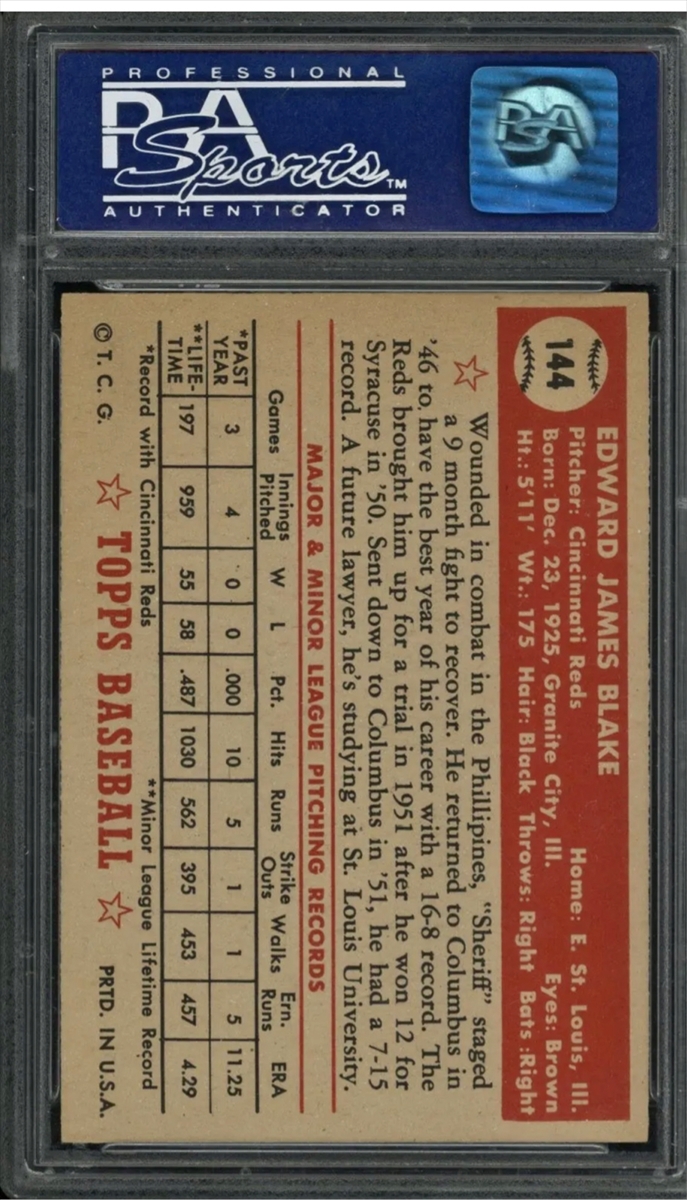 PROFESSIONAL
PSA
Sports™
AUTHENTICATOR
PSA
144
EDWARD JAMES BLAKE
Pitcher: Cincinnati Reds Home: E. St. Louis, Ill.
Born: Dec. 23, 1925, Granite City, Ill. Eyes: Brown
Ht.: 5'11' Wt.: 175 Hair: Black Throws: Right Bats :Right
Wounded in combat in the Phillipines, "Sheriff" staged
a 9 month fight to recover. He returned to Columbus in
'46 to have the best year of his career with a 16-8 record. The
Reds brought him up for a trial in 1951 after he won 12 for
Syracuse in '50. Sent down to Columbus in '51, he had a 7-15
record. A future lawyer, he's studying at St. Louis University.
MAJOR & MINOR LEAGUE PITCHING RECORDS
Games Innings Pitched W L Pct. Hits Runs Strike Outs Walks Ern. Runs ERA
*PAST YEAR 3 4 0 0 .000 10 5 1 1 5 11.25
**LIFE-TIME 197 959 55 58 .487 1030 562 395 453 457 4.29
*Record with Cincinnati Reds **Minor League Lifetime Record
© T. C. G. TOPPS BASEBALL PRTD. IN U.S.A.